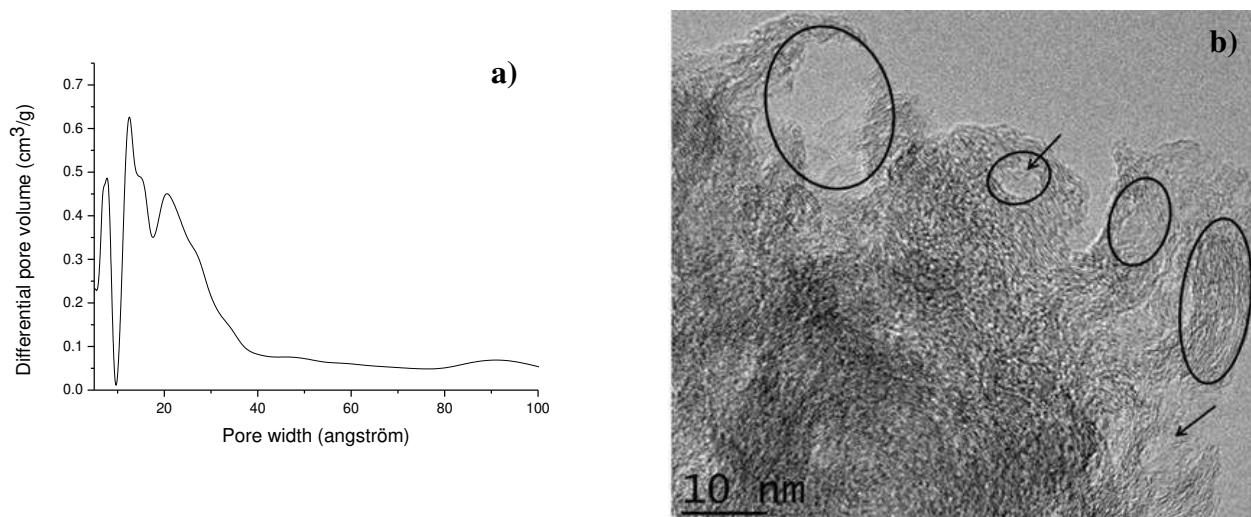 a)
Differential pore volume (cm³/g)
0.7
0.6
0.5
0.4
0.3
0.2
0.1
0.0
20
40
60
80
100
Pore width (angström)
b)
10 nm